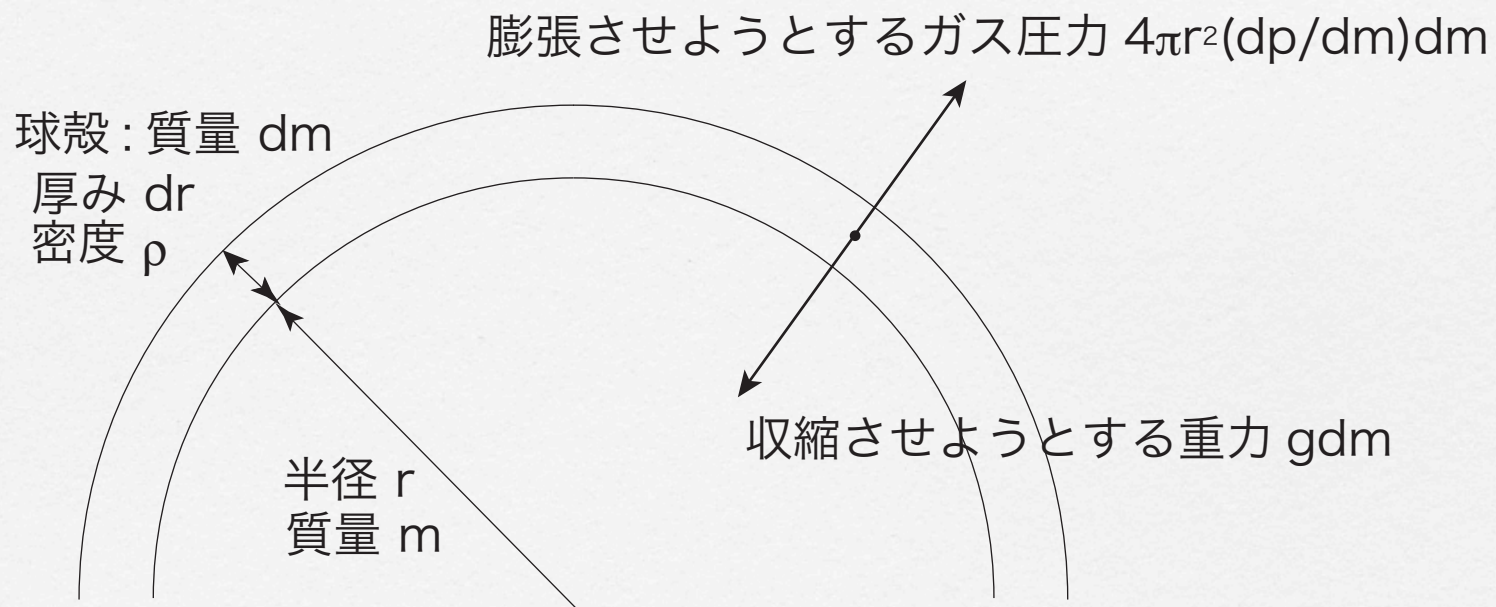 膨張させようとするガス圧力 4πr²(dp/dm)dm
球殻 : 質量 dm
厚み dr
密度 ρ
収縮させようとする重力 gdm
半径 r
質量 m